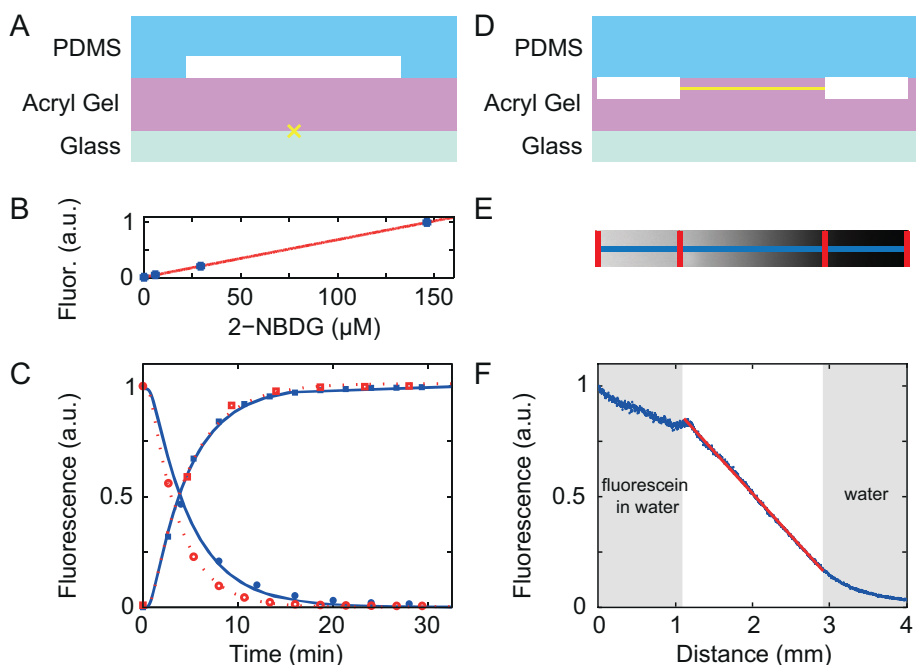 A
PDMS
Acryl Gel
Glass
B
Fluor. (a.u.)
1
0
0
50
100
150
2−NBDG (µM)
C
Fluorescence (a.u.)
1
0.5
0
0
10
20
30
Time (min)
D
PDMS
Acryl Gel
Glass
E
F
Fluorescence (a.u.)
1
0.5
0
fluorescein
in water
water
0
1
2
3
4
Distance (mm)